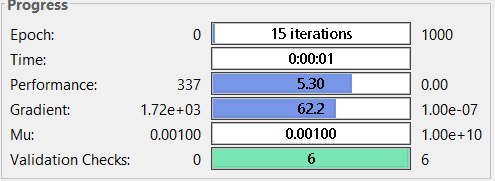 Progress
Epoch: 0 15 iterations 1000
Time: 0:00:01
Performance: 337 5.30 0.00
Gradient: 1.72e+03 62.2 1.00e-07
Mu: 0.00100 0.00100 1.00e+10
Validation Checks: 0 6 6